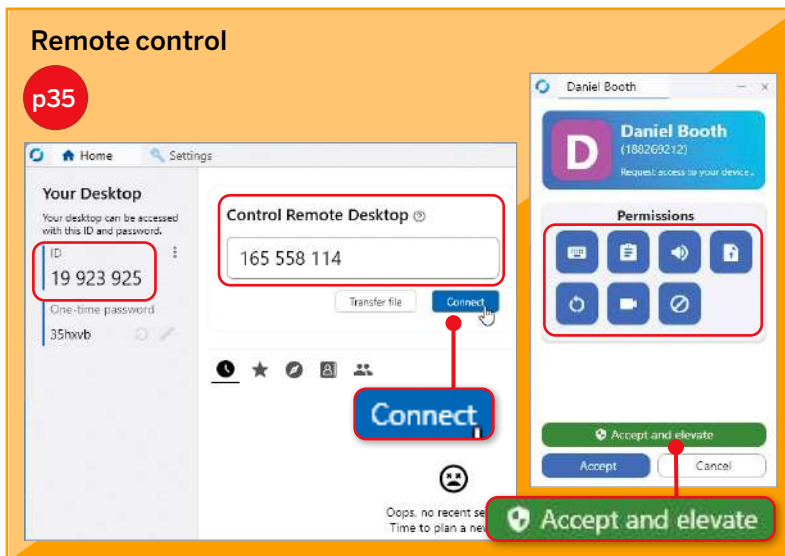 Remote control
p35
Home
Settings
Your Desktop
Your desktop can be accessed
with this ID and password.
ID
19 923 925
One-time password
35hxvb
Control Remote Desktop
165 558 114
Transfer file
Connect
Connect
Oops, no recent se
Time to plan a ne
Daniel Booth
D
Daniel Booth
(188269212)
Request access to your device.
Permissions
Accept and elevate
Accept
Cancel
Accept and elevate